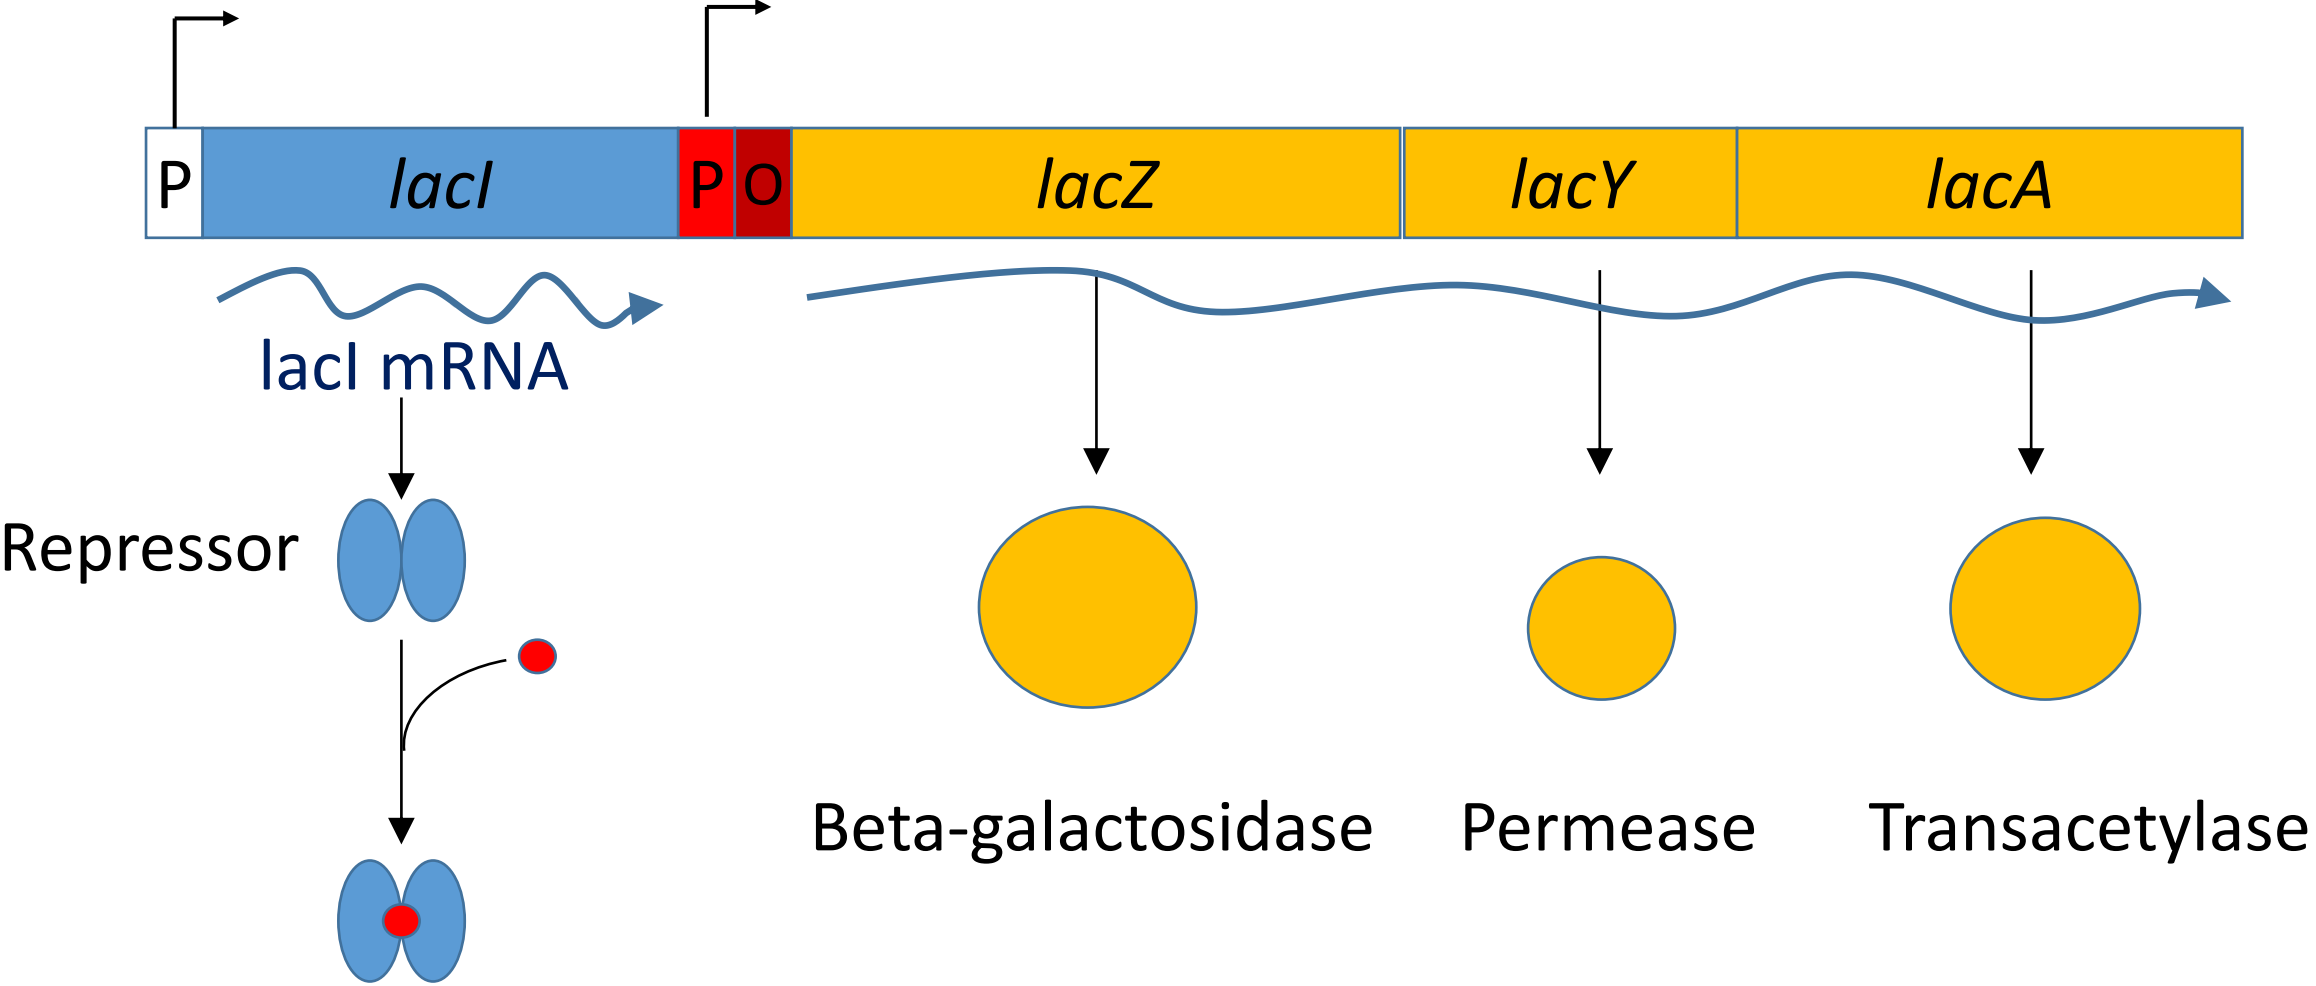 P lacI P O lacZ lacY lacA
lacI mRNA
Repressor
Beta-galactosidase Permease Transacetylase